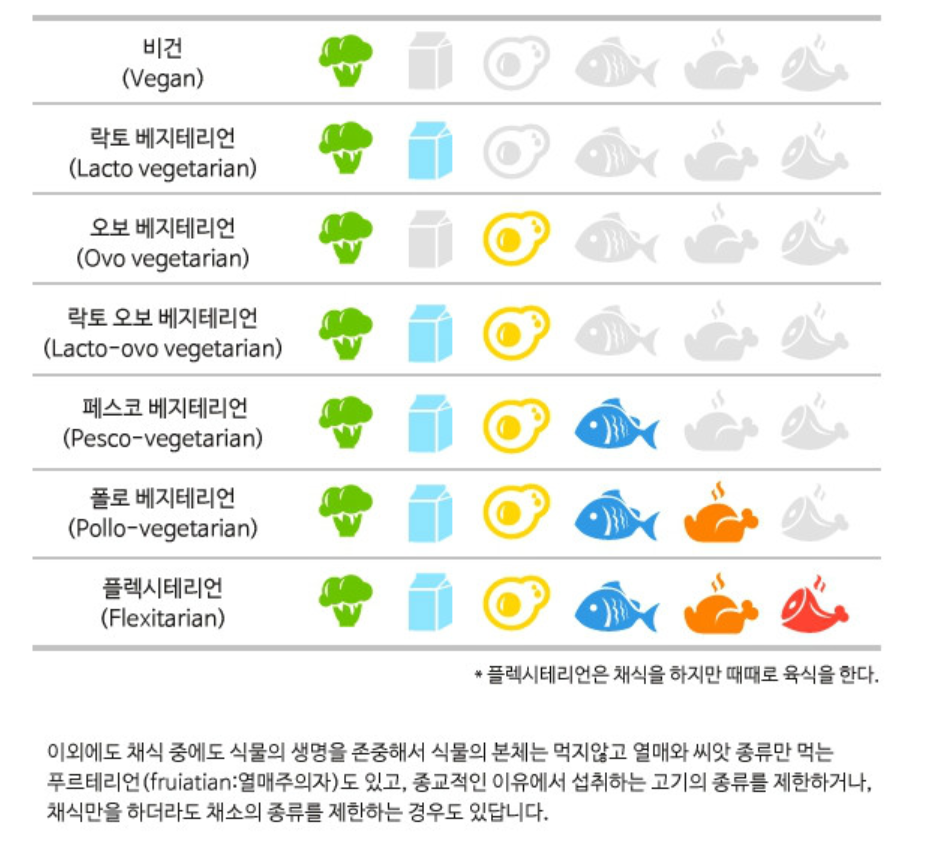 비건
(Vegan)
락토 베지테리언
(Lacto vegetarian)
오보 베지테리언
(Ovo vegetarian)
락토 오보 베지테리언
(Lacto-ovo vegetarian)
페스코 베지테리언
(Pesco-vegetarian)
폴로 베지테리언
(Pollo-vegetarian)
플렉시테리언
(Flexitarian)
* 플렉시테리언은 채식을 하지만 때때로 육식을 한다.
이외에도 채식 중에도 식물의 생명을 존중해서 식물의 본체는 먹지않고 열매와 씨앗 종류만 먹는
푸르테리언(fruiatian:열매주의자)도 있고, 종교적인 이유에서 섭취하는 고기의 종류를 제한하거나,
채식만을 하더라도 채소의 종류를 제한하는 경우도 있답니다.